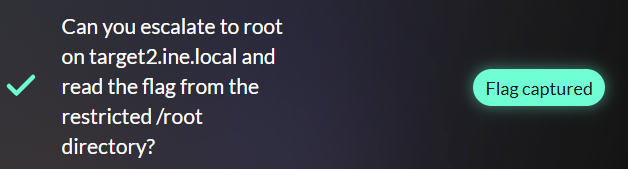 Can you escalate to root
on target2.ine.local and
read the flag from the
restricted /root
directory?
Flag captured